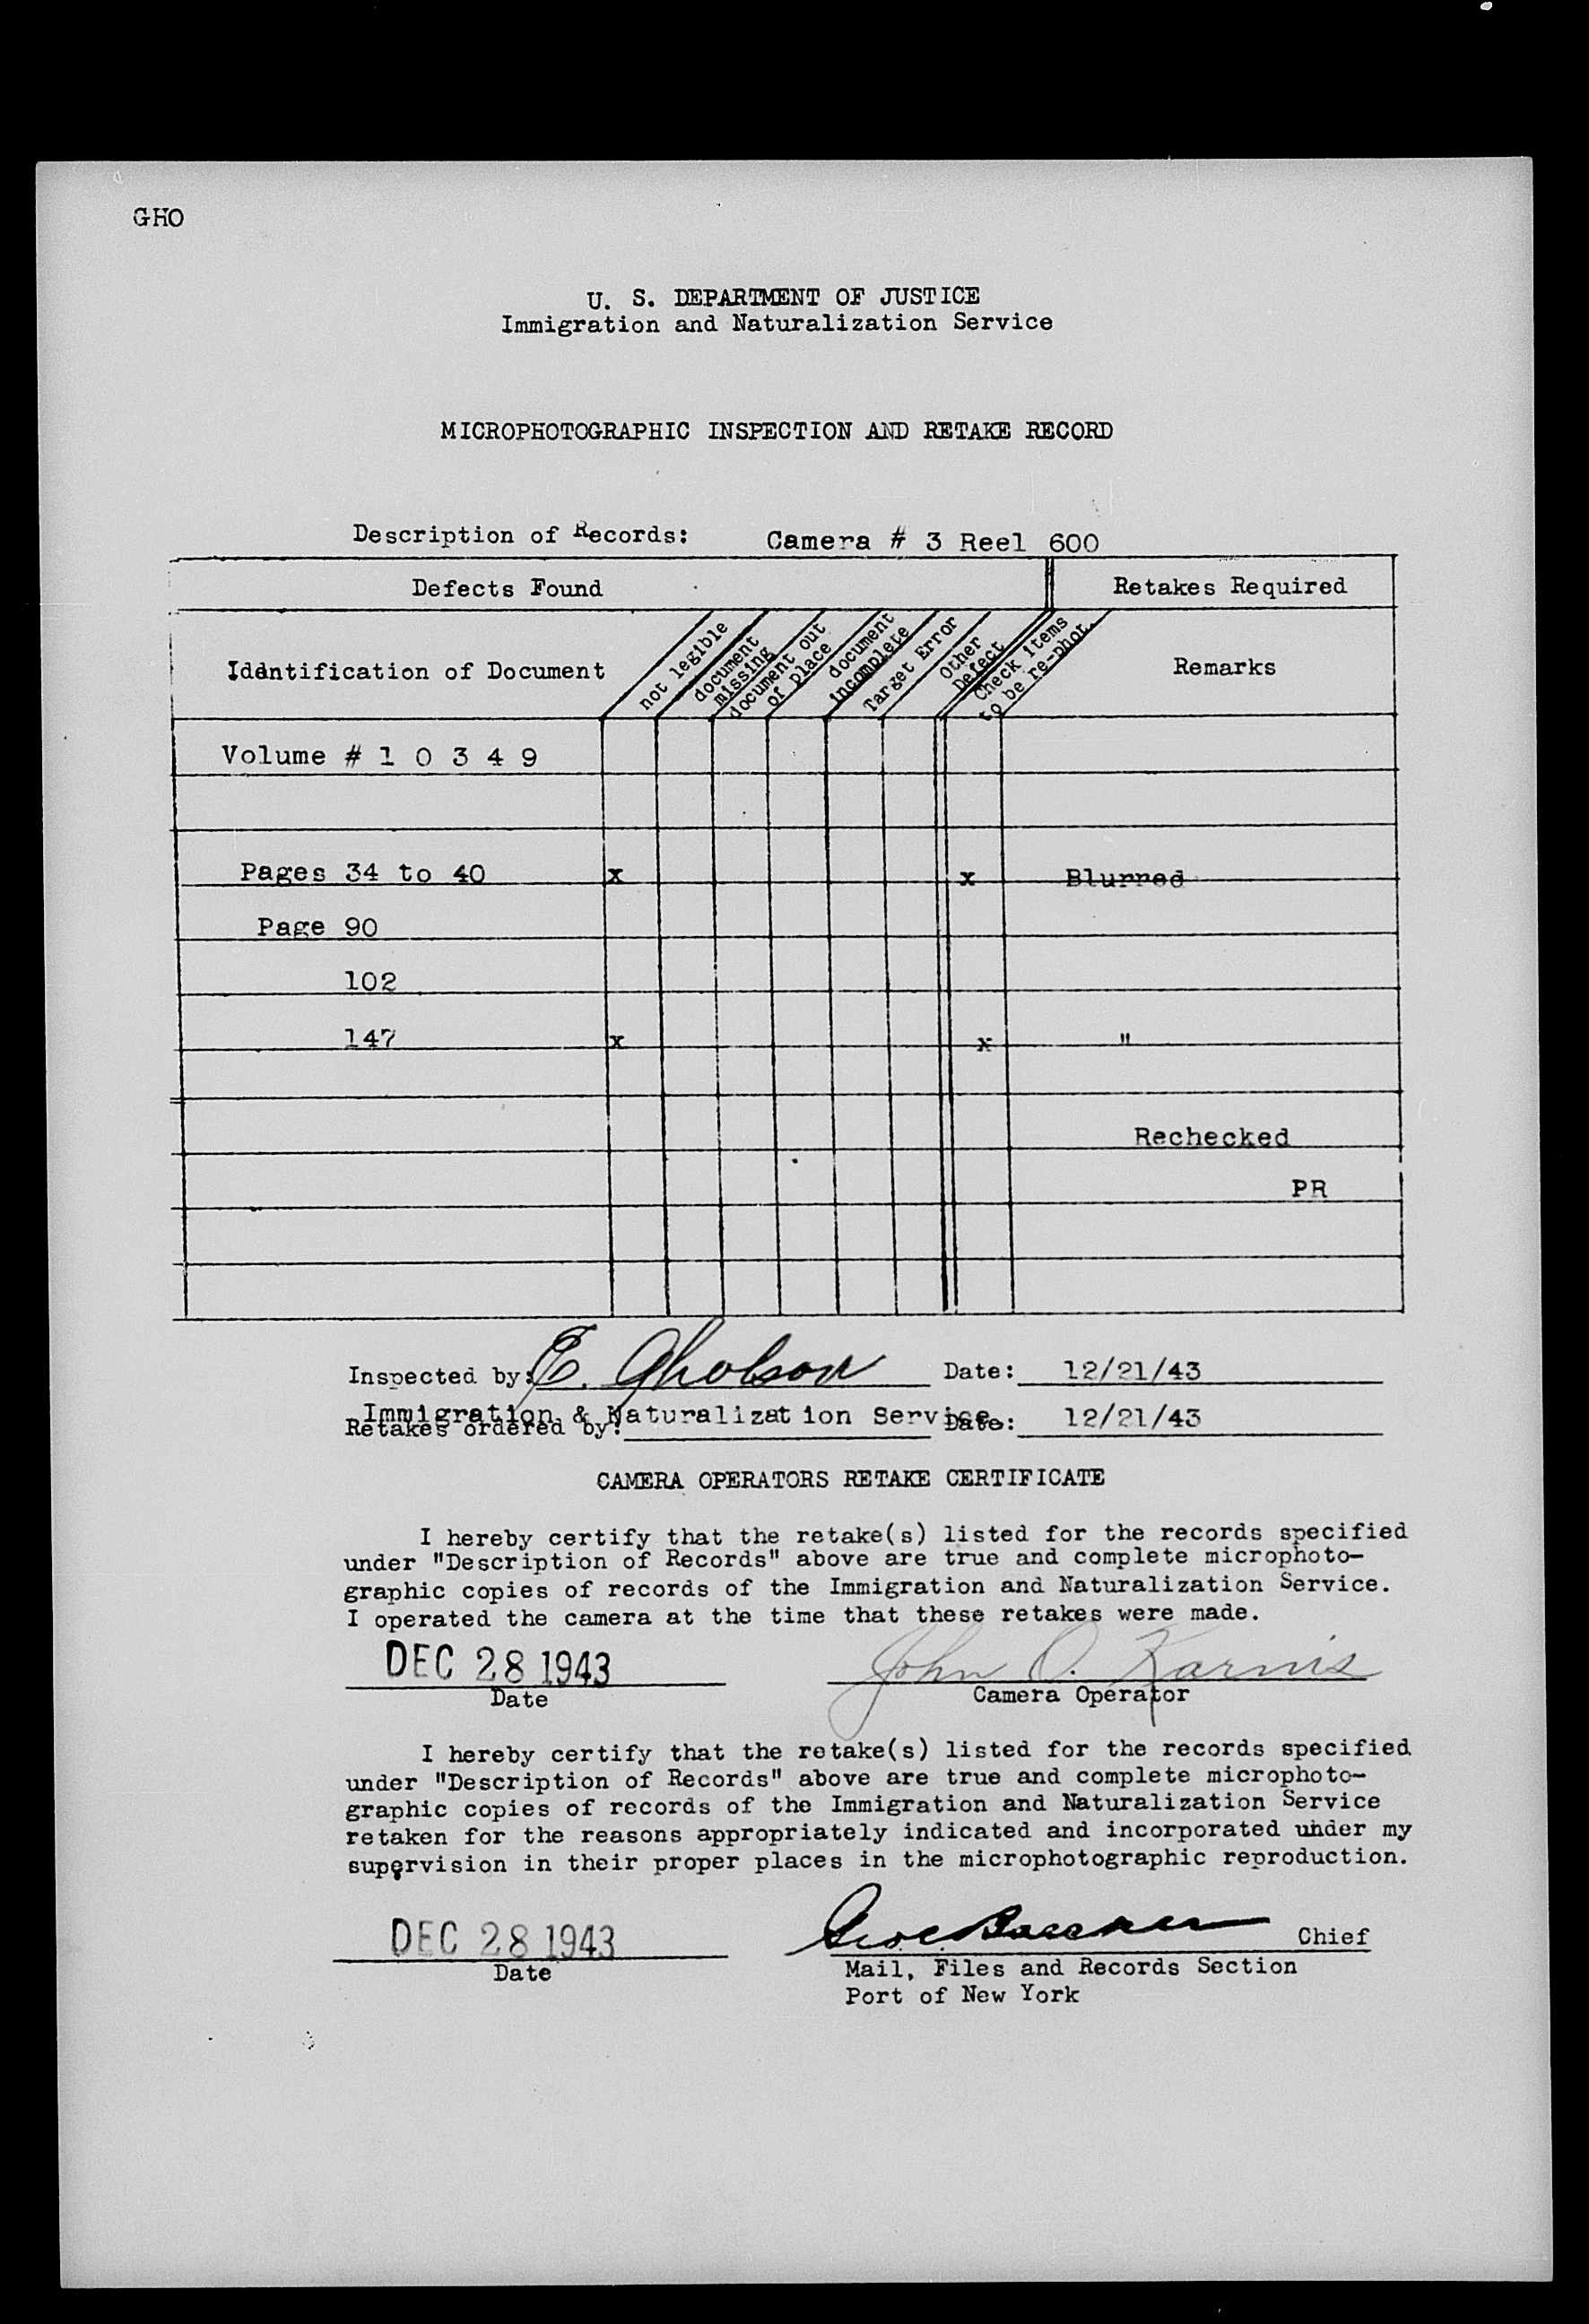 GHO
U. S. DEPARTMENT OF JUSTICE
Immigration and Naturalization Service
MICROPHOTOGRAPHIC INSPECTION AND RETAKE RECORD
Description of Records: Camera # 3 Reel 600
Defects Found Retakes Required
Iddntification of Document
not legible
document missing
document out of place
document incomplete
Target Error
Other Defect
Check items to be re-phot.
Remarks
Volume # 1 0 3 4 9
Pages 34 to 40 x x Blurred
Page 90
102
147 x x "
Rechecked
PR
Inspected by: E. Gholson Date: 12/21/43
Immigration & Naturalization Service
Retakes ordered by: Date: 12/21/43
CAMERA OPERATORS RETAKE CERTIFICATE
I hereby certify that the retake(s) listed for the records specified
under "Description of Records" above are true and complete microphoto-
graphic copies of records of the Immigration and Naturalization Service.
I operated the camera at the time that these retakes were made.
DEC 28 1943 John O. Karnis
Date Camera Operator
I hereby certify that the retake(s) listed for the records specified
under "Description of Records" above are true and complete microphoto-
graphic copies of records of the Immigration and Naturalization Service
retaken for the reasons appropriately indicated and incorporated under my
supervision in their proper places in the microphotographic reproduction.
DEC 28 1943 Chief
Date Mail, Files and Records Section
Port of New York